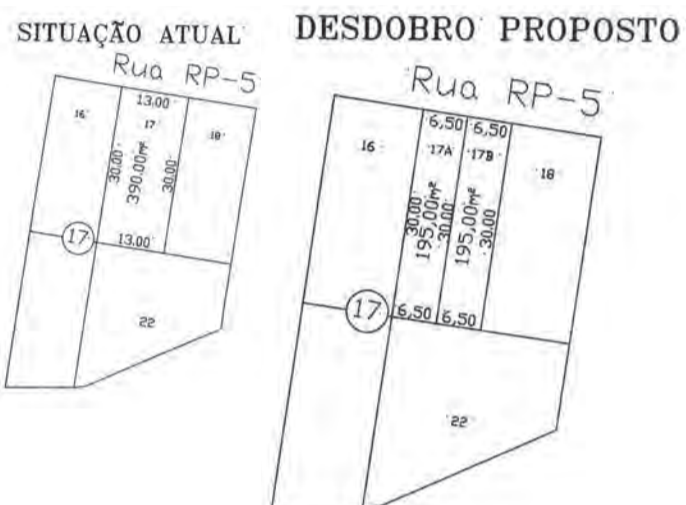 SITUAÇÃO ATUAL
Rua RP-5
13.00
16
17
18
30.00
390.00m²
30.00
17
13.00
22
DESDOBRO PROPOSTO
Rua RP-5
6,50 6,50
16
17A
17B
18
30.00
195,00m²
30.00
195,00m²
30.00
17
6,50 6,50
22